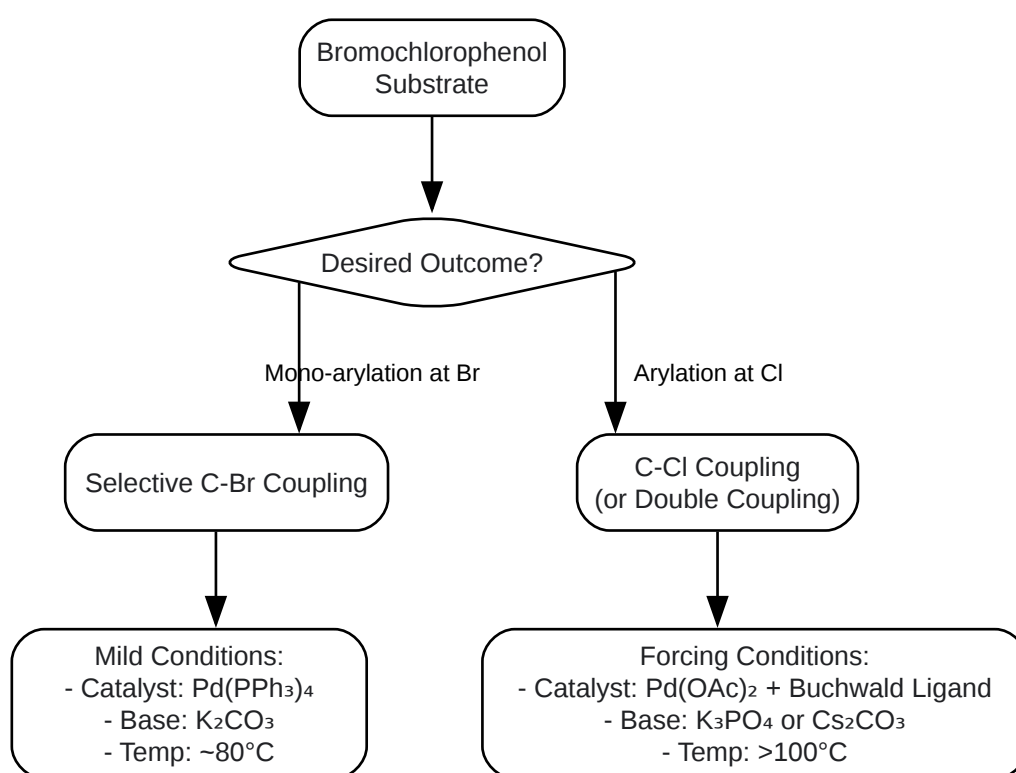 Bromochlorophenol
Substrate
Desired Outcome?
Mono-arylation at Br
Arylation at Cl
Selective C-Br Coupling
C-Cl Coupling
(or Double Coupling)
Mild Conditions:
- Catalyst: Pd(PPh₃)₄
- Base: K₂CO₃
- Temp: ~80°C
Forcing Conditions:
- Catalyst: Pd(OAc)₂ + Buchwald Ligand
- Base: K₃PO₄ or Cs₂CO₃
- Temp: >100°C